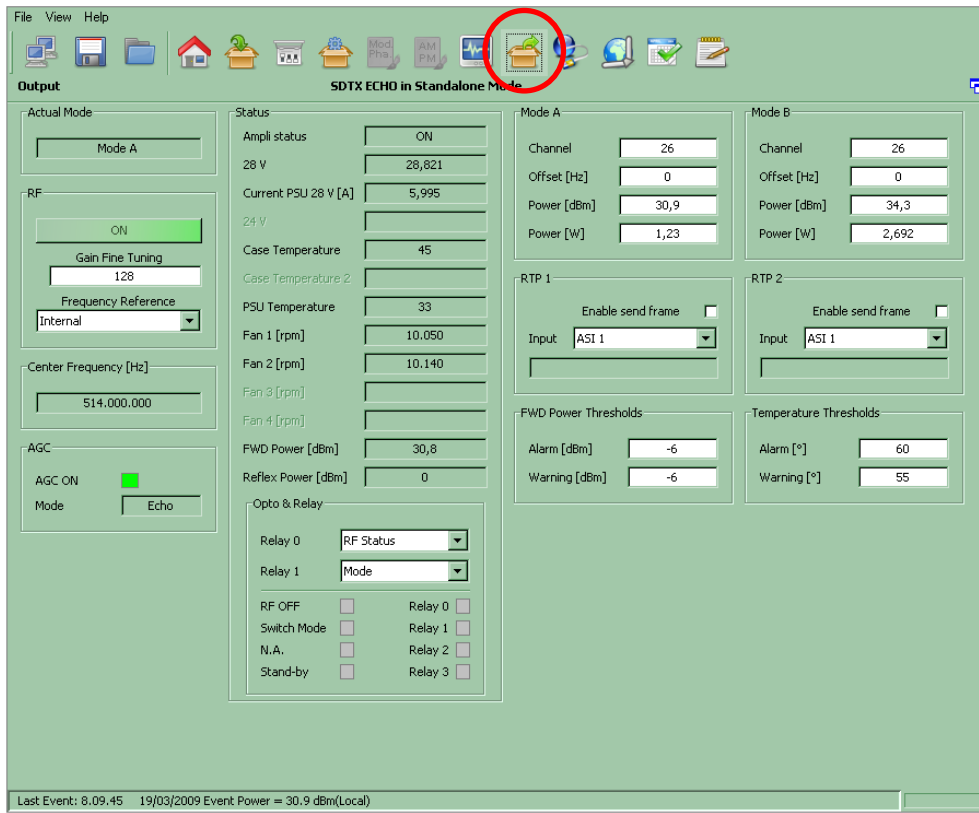 File View Help
Mod. Pha.
AM PM
Output
SDTX ECHO in Standalone Mode
Actual Mode
Mode A
RF
ON
Gain Fine Tuning
128
Frequency Reference
Internal
Center Frequency [Hz]
514.000.000
AGC
AGC ON
Mode Echo
Status
Ampli status ON
28 V 28,821
Current PSU 28 V [A] 5,995
24 V
Case Temperature 45
Case Temperature 2
PSU Temperature 33
Fan 1 [rpm] 10.050
Fan 2 [rpm] 10.140
Fan 3 [rpm]
Fan 4 [rpm]
FWD Power [dBm] 30,8
Reflex Power [dBm] 0
Opto & Relay
Relay 0 RF Status
Relay 1 Mode
RF OFF Relay 0
Switch Mode Relay 1
N.A. Relay 2
Stand-by Relay 3
Mode A
Channel 26
Offset [Hz] 0
Power [dBm] 30,9
Power [W] 1,23
Mode B
Channel 26
Offset [Hz] 0
Power [dBm] 34,3
Power [W] 2,692
RTP 1
Enable send frame
Input ASI 1
RTP 2
Enable send frame
Input ASI 1
FWD Power Thresholds
Alarm [dBm] -6
Warning [dBm] -6
Temperature Thresholds
Alarm [°] 60
Warning [°] 55
Last Event: 8.09.45 19/03/2009 Event Power = 30.9 dBm(Local)